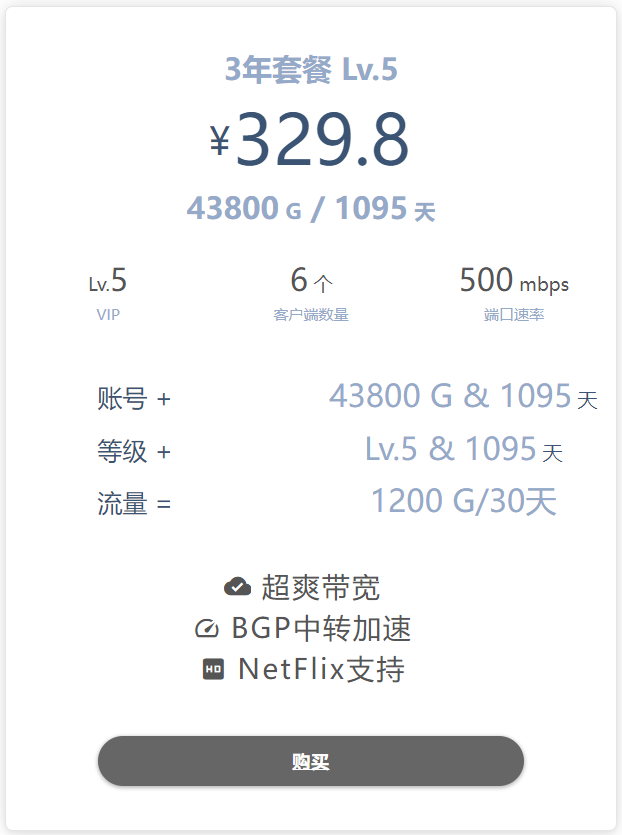 3年套餐 Lv.5
¥329.8
43800 G / 1095 天
Lv.5 6 个 500 mbps
VIP 客户端数量 端口速率
账号 + 43800 G & 1095 天
等级 + Lv.5 & 1095 天
流量 = 1200 G/30天
超爽带宽
BGP中转加速
HD NetFlix支持
购买